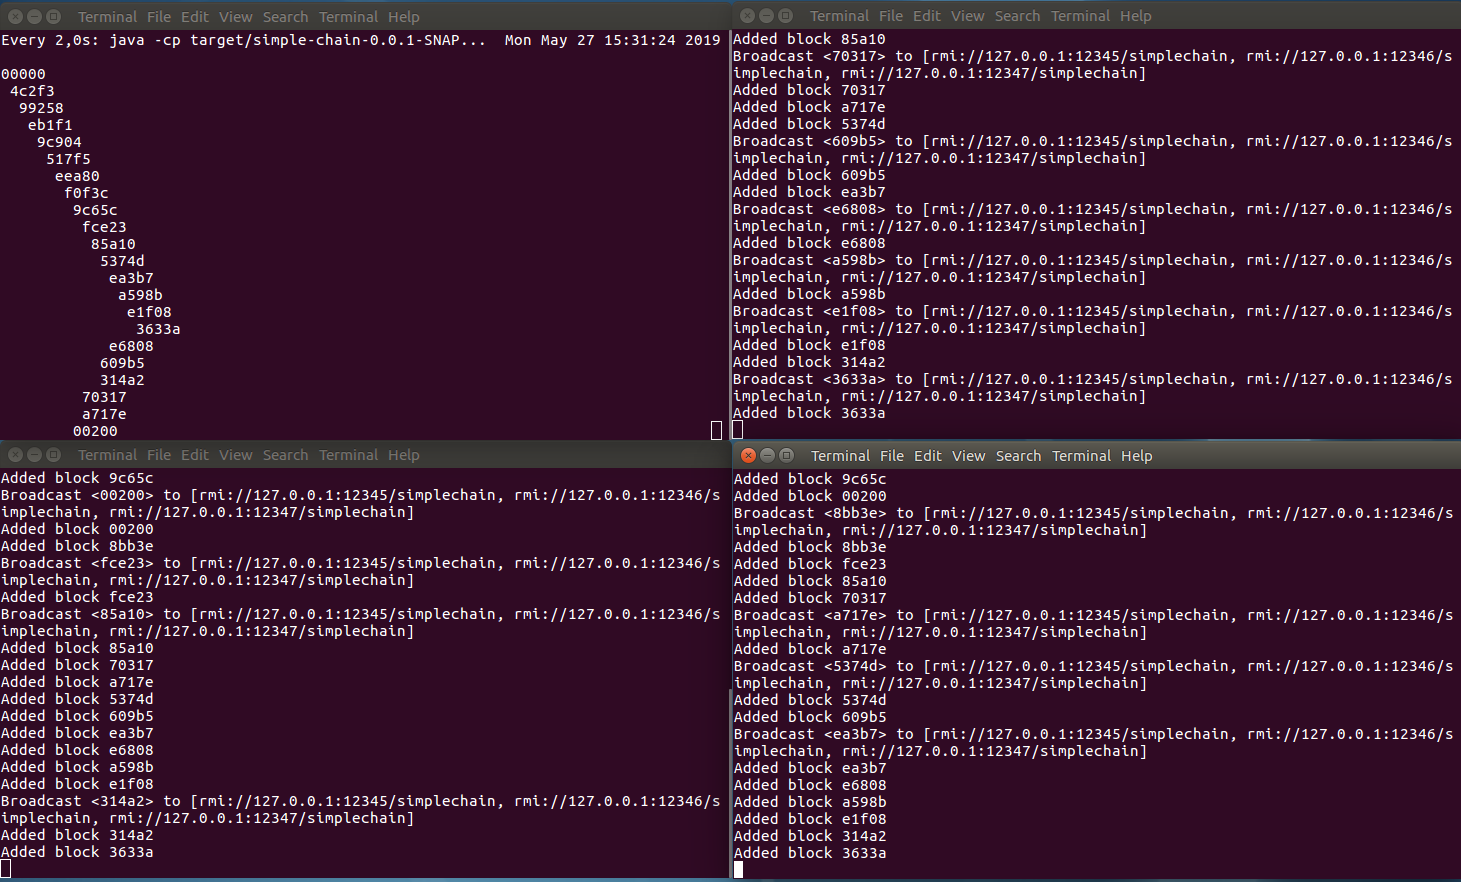 Terminal File Edit View Search Terminal Help
Every 2,0s: java -cp target/simple-chain-0.0.1-SNAP... Mon May 27 15:31:24 2019
00000
4c2f3
99258
eb1f1
9c904
517f5
eea80
f0f3c
9c65c
fce23
85a10
5374d
ea3b7
a598b
e1f08
3633a
e6808
609b5
314a2
70317
a717e
00200
Terminal File Edit View Search Terminal Help
Added block 85a10
Broadcast <70317> to [rmi://127.0.0.1:12345/simplechain, rmi://127.0.0.1:12346/s
implechain, rmi://127.0.0.1:12347/simplechain]
Added block 70317
Added block a717e
Added block 5374d
Broadcast <609b5> to [rmi://127.0.0.1:12345/simplechain, rmi://127.0.0.1:12346/s
implechain, rmi://127.0.0.1:12347/simplechain]
Added block 609b5
Added block ea3b7
Broadcast <e6808> to [rmi://127.0.0.1:12345/simplechain, rmi://127.0.0.1:12346/s
implechain, rmi://127.0.0.1:12347/simplechain]
Added block e6808
Broadcast <a598b> to [rmi://127.0.0.1:12345/simplechain, rmi://127.0.0.1:12346/s
implechain, rmi://127.0.0.1:12347/simplechain]
Added block a598b
Broadcast <e1f08> to [rmi://127.0.0.1:12345/simplechain, rmi://127.0.0.1:12346/s
implechain, rmi://127.0.0.1:12347/simplechain]
Added block e1f08
Added block 314a2
Broadcast <3633a> to [rmi://127.0.0.1:12345/simplechain, rmi://127.0.0.1:12346/s
implechain, rmi://127.0.0.1:12347/simplechain]
Added block 3633a
Terminal File Edit View Search Terminal Help
Added block 9c65c
Broadcast <00200> to [rmi://127.0.0.1:12345/simplechain, rmi://127.0.0.1:12346/s
implechain, rmi://127.0.0.1:12347/simplechain]
Added block 00200
Added block 8bb3e
Broadcast <fce23> to [rmi://127.0.0.1:12345/simplechain, rmi://127.0.0.1:12346/s
implechain, rmi://127.0.0.1:12347/simplechain]
Added block fce23
Broadcast <85a10> to [rmi://127.0.0.1:12345/simplechain, rmi://127.0.0.1:12346/s
implechain, rmi://127.0.0.1:12347/simplechain]
Added block 85a10
Added block 70317
Added block a717e
Added block 5374d
Added block 609b5
Added block ea3b7
Added block e6808
Added block a598b
Added block e1f08
Broadcast <314a2> to [rmi://127.0.0.1:12345/simplechain, rmi://127.0.0.1:12346/s
implechain, rmi://127.0.0.1:12347/simplechain]
Added block 314a2
Added block 3633a
Terminal File Edit View Search Terminal Help
Added block 9c65c
Added block 00200
Broadcast <8bb3e> to [rmi://127.0.0.1:12345/simplechain, rmi://127.0.0.1:12346/s
implechain, rmi://127.0.0.1:12347/simplechain]
Added block 8bb3e
Added block fce23
Added block 85a10
Added block 70317
Broadcast <a717e> to [rmi://127.0.0.1:12345/simplechain, rmi://127.0.0.1:12346/s
implechain, rmi://127.0.0.1:12347/simplechain]
Added block a717e
Broadcast <5374d> to [rmi://127.0.0.1:12345/simplechain, rmi://127.0.0.1:12346/s
implechain, rmi://127.0.0.1:12347/simplechain]
Added block 5374d
Added block 609b5
Broadcast <ea3b7> to [rmi://127.0.0.1:12345/simplechain, rmi://127.0.0.1:12346/s
implechain, rmi://127.0.0.1:12347/simplechain]
Added block ea3b7
Added block e6808
Added block a598b
Added block e1f08
Added block 314a2
Added block 3633a